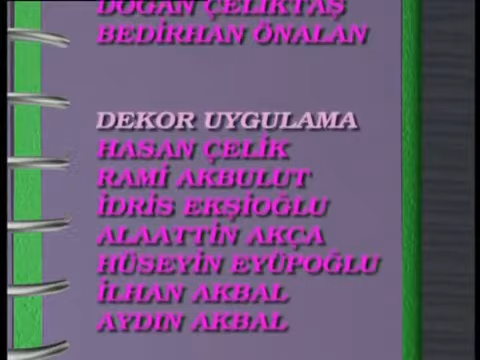 DOĞAN ÇELİKTAŞ
BEDİRHAN ÖNALAN
DEKOR UYGULAMA
HASAN ÇELİK
RAMİ AKBULUT
İDRİS EKŞİOĞLU
ALAATTİN AKÇA
HÜSEYİN EYÜPOĞLU
İLHAN AKBAL
AYDIN AKBAL